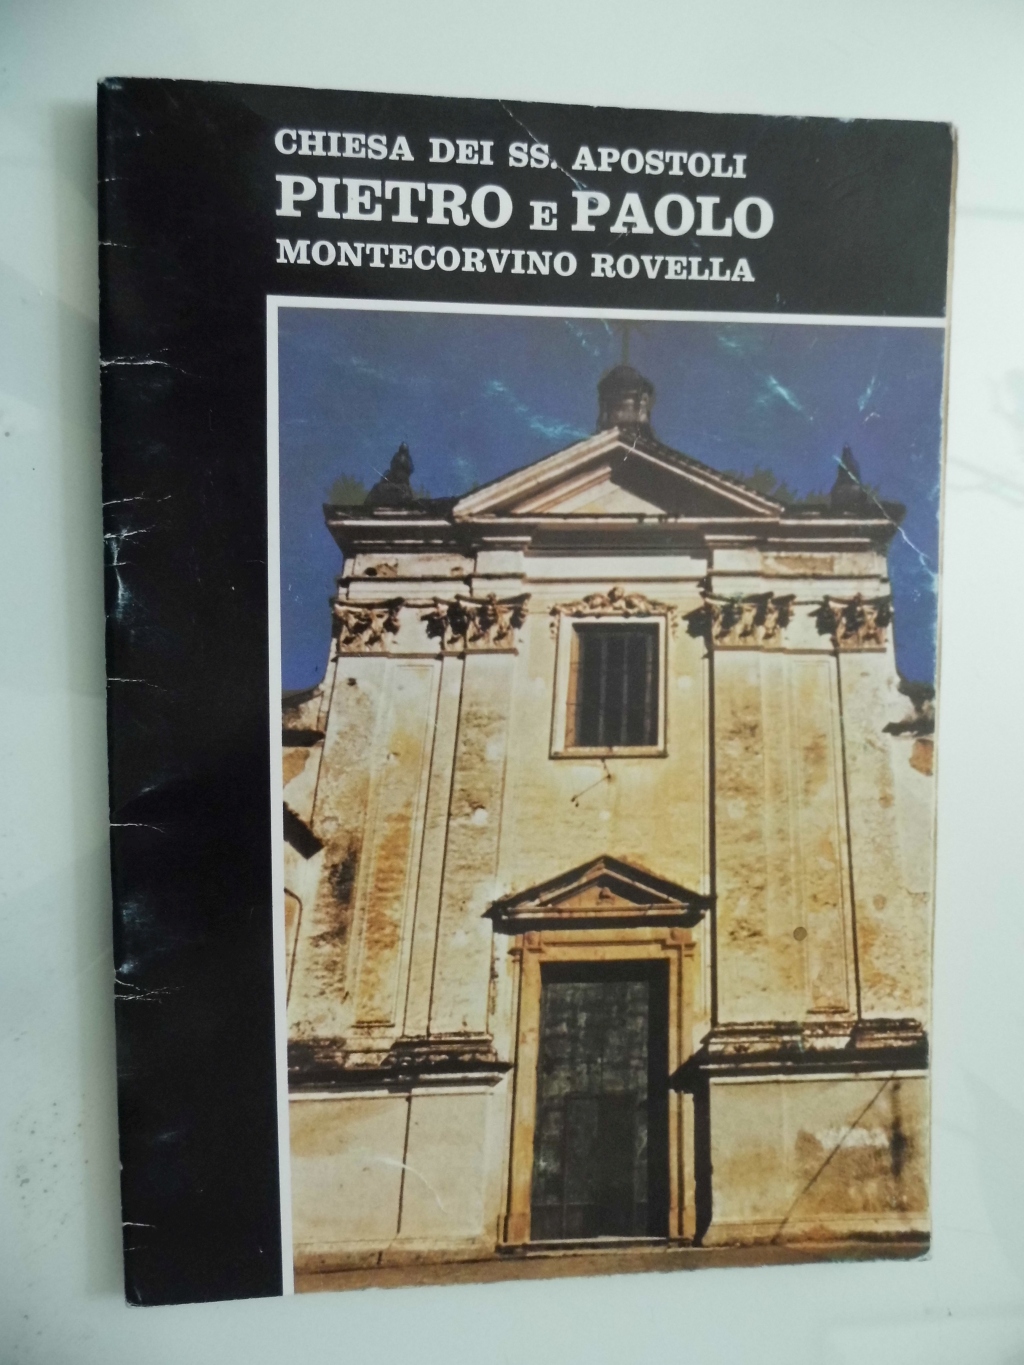 CHIESA DEI SS. APOSTOLI
PIETRO E PAOLO
MONTECORVINO ROVELLA